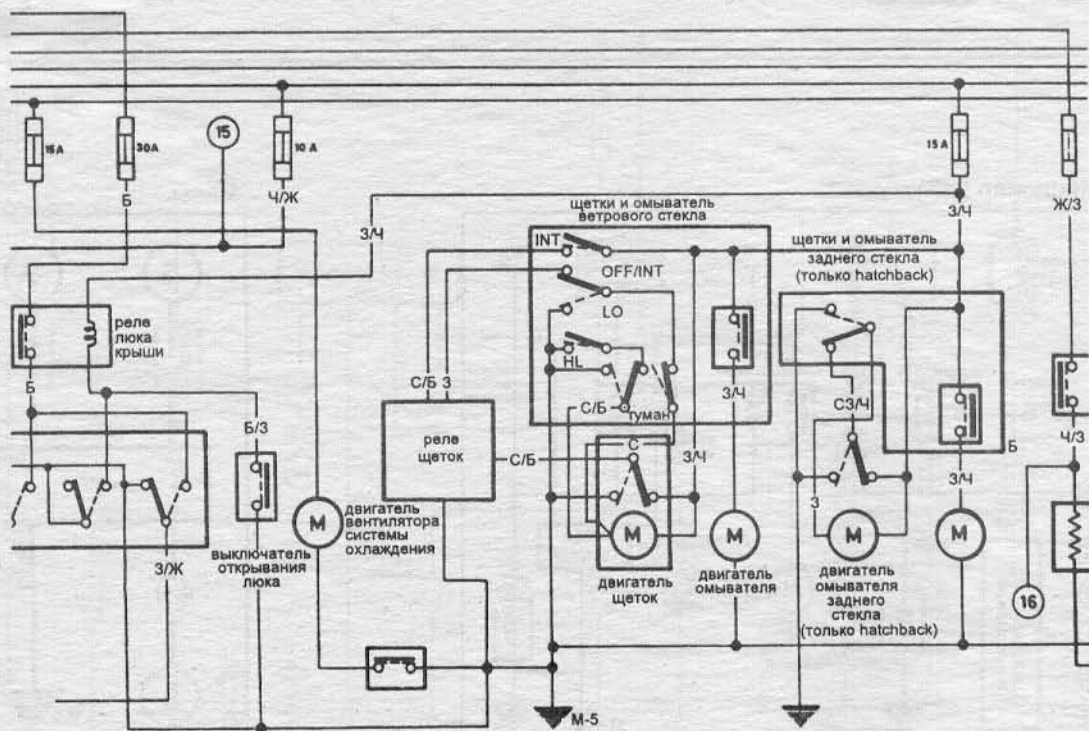 15A
30A
15
10 A
15 A
Б
Ч/Ж
З/Ч
З/Ч
Ж/З
щетки и омыватель
ветрового стекла
INT
OFF/INT
LO
HL
туман
С/Б
З/Ч
щетки и омыватель
заднего стекла
(только hatchback)
реле
люка
крыши
Б
С/Б
З
С
СЗ/Ч
Б
Ч/З
Б/З
реле
щеток
С/Б
З/Ч
З
З/Ч
М
двигатель
вентилятора
системы
охлаждения
М
М
М
М
З/Ж
выключатель
открывания
люка
двигатель
щеток
двигатель
омывателя
двигатель
омывателя
заднего
стекла
(только hatchback)
16
М-5